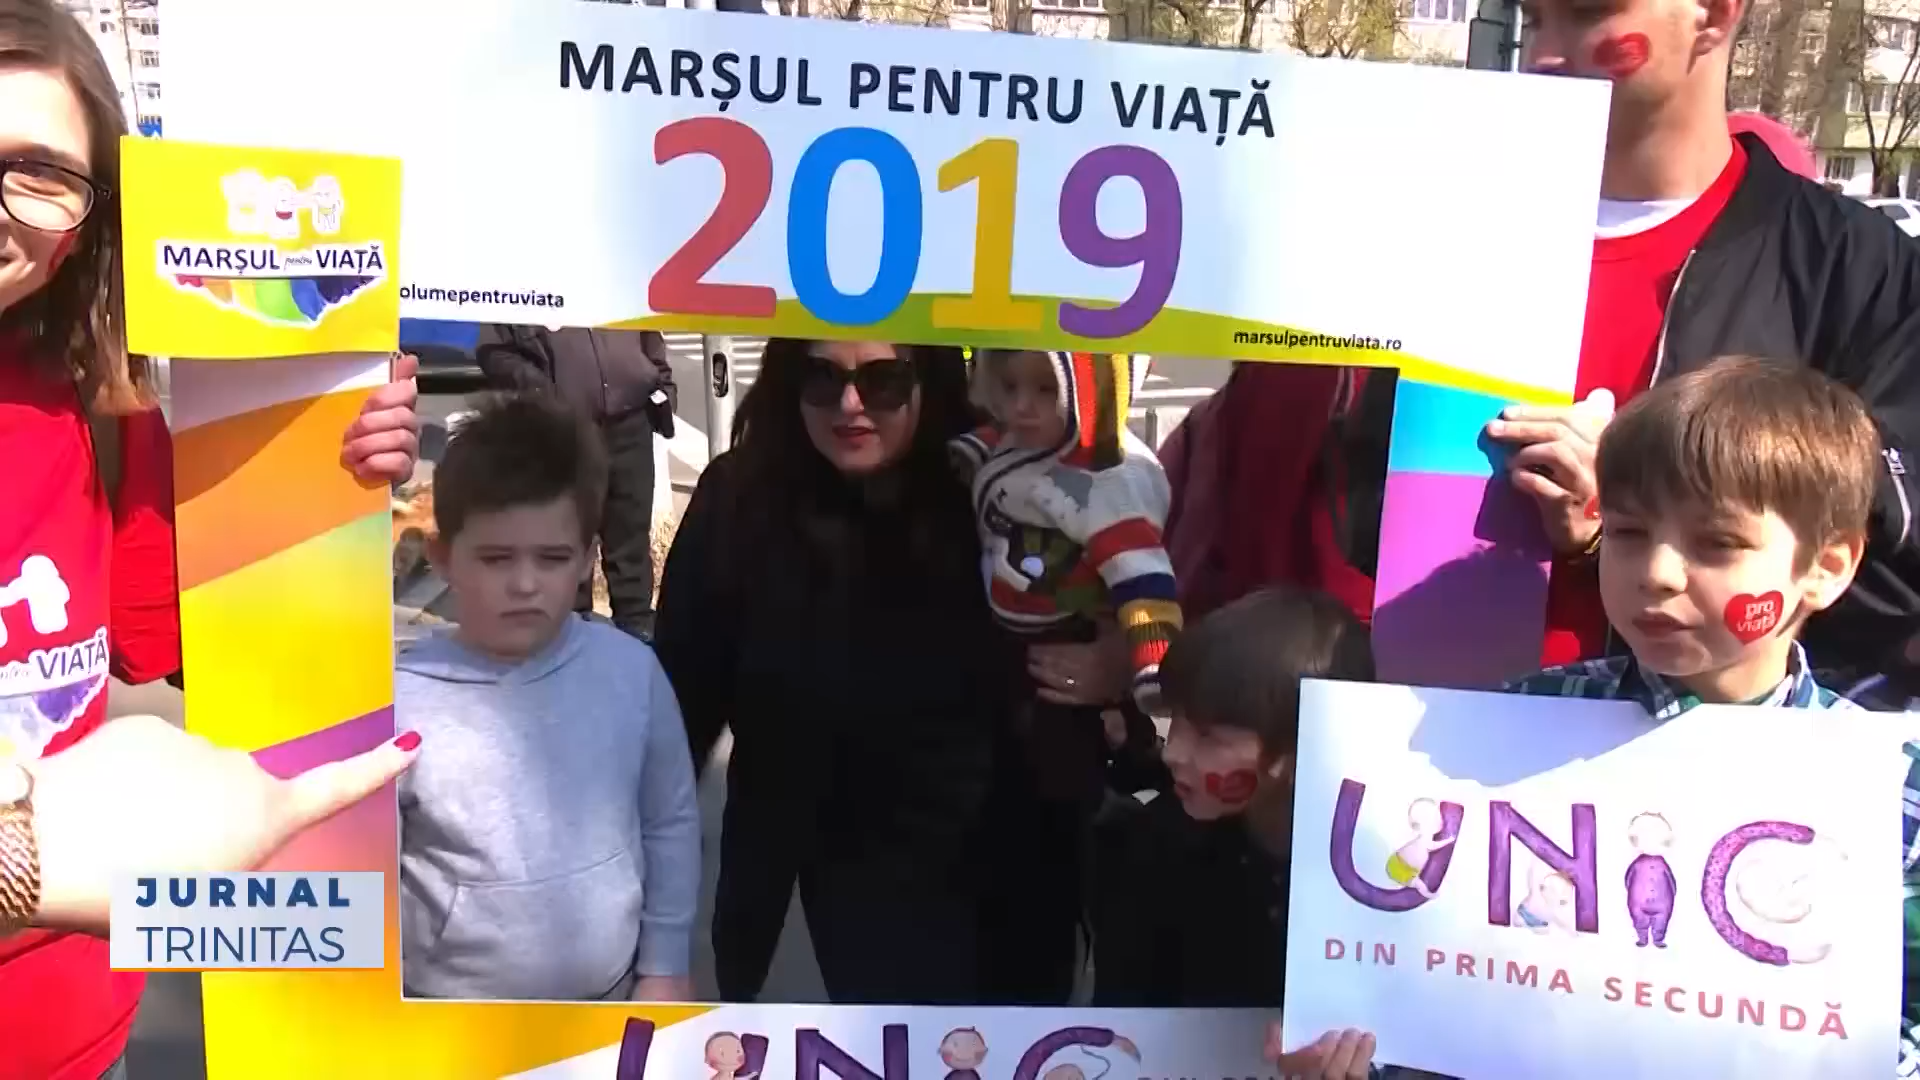 MARȘUL PENTRU VIAȚĂ
2019
MARȘUL pentru VIAȚĂ
olumepentruviata
marsulpentruviata.ro
pro
viață
VIAȚĂ
UNIC
DIN PRIMA SECUNDĂ
JURNAL
TRINITAS
UNIC